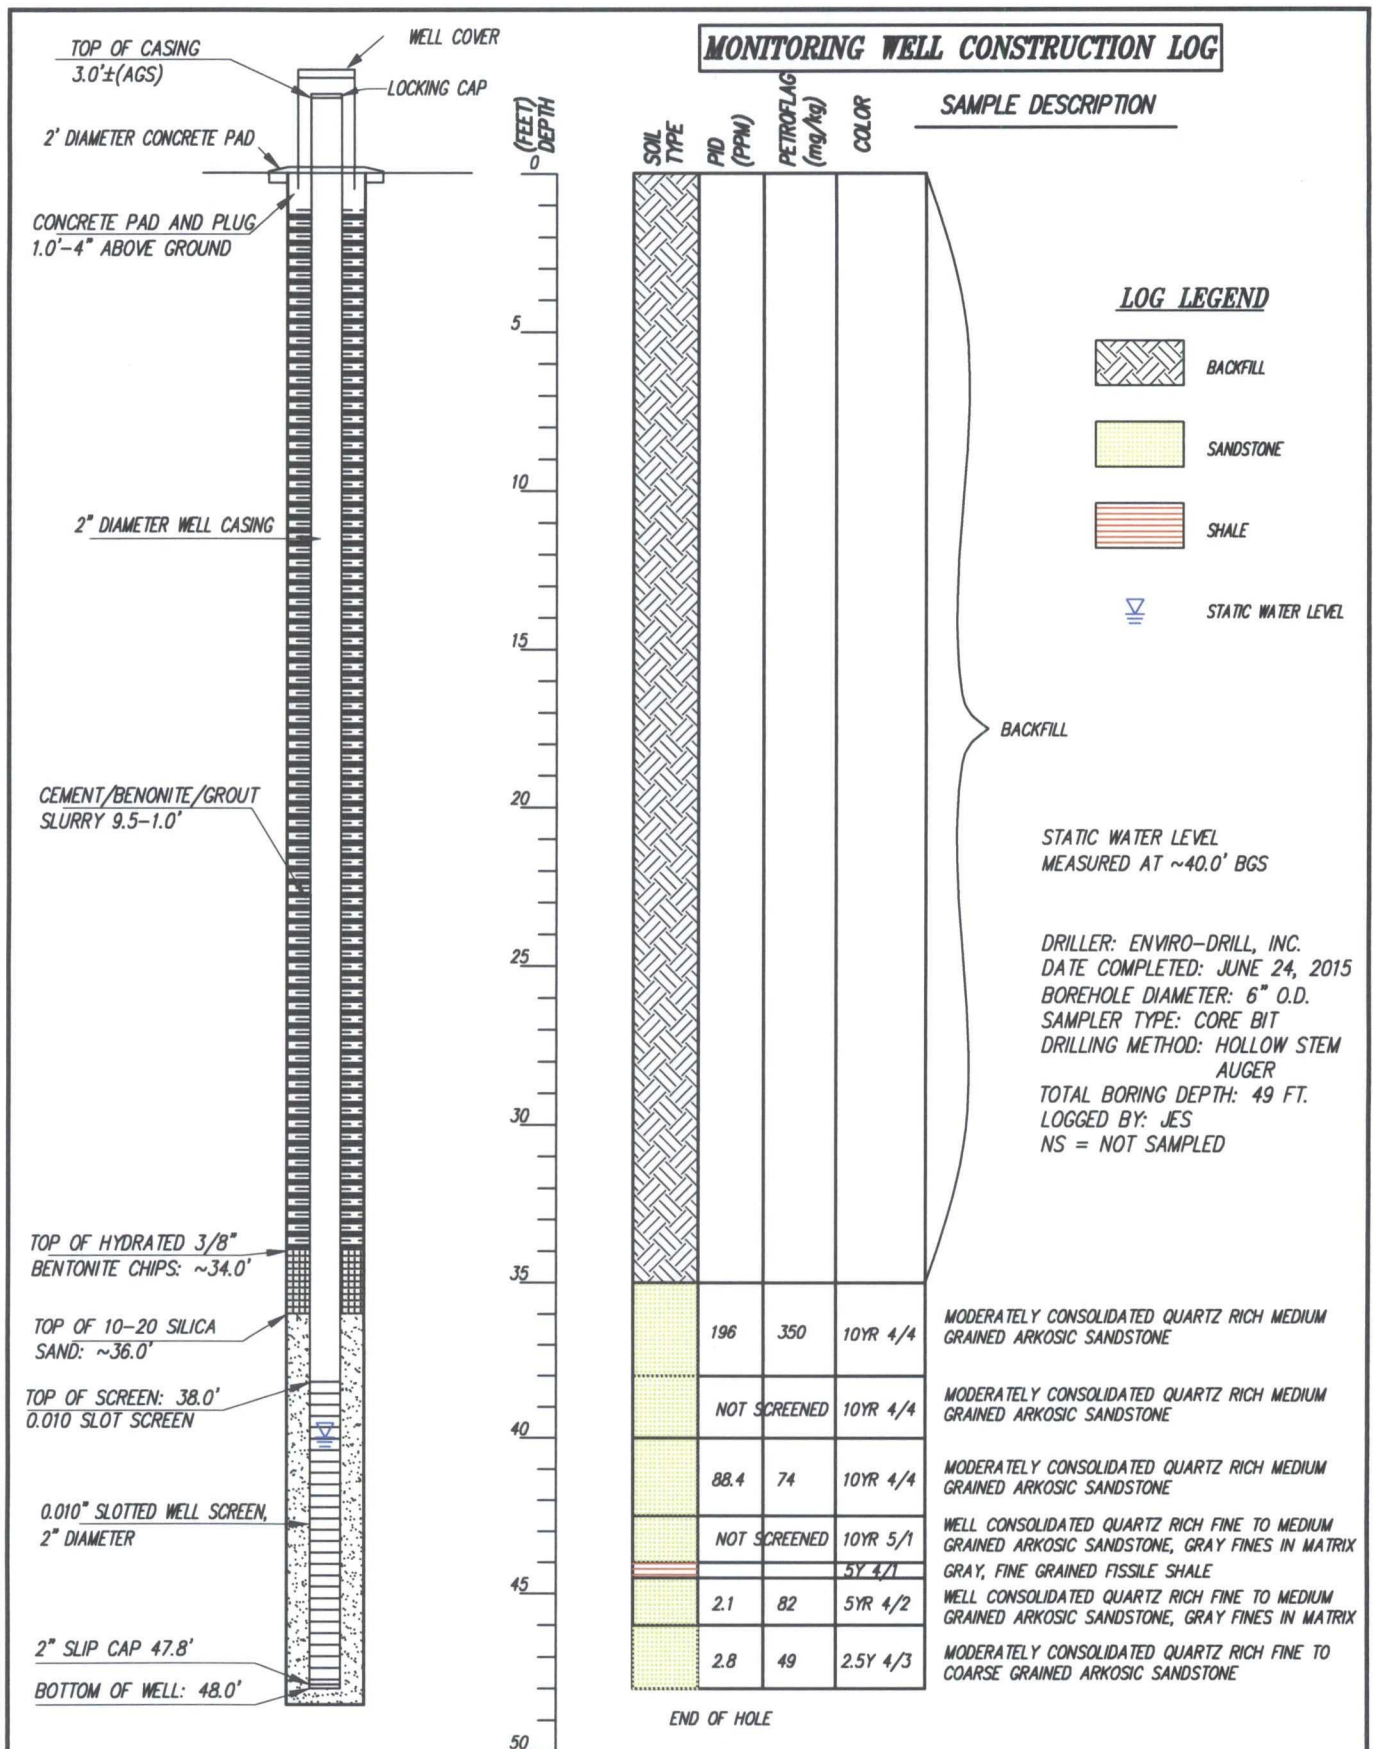 MONITORING WELL CONSTRUCTION LOG
TOP OF CASING
3.0'±(AGS)
WELL COVER
LOCKING CAP
2' DIAMETER CONCRETE PAD
CONCRETE PAD AND PLUG
1.0'-4" ABOVE GROUND
2" DIAMETER WELL CASING
CEMENT/BENONITE/GROUT
SLURRY 9.5-1.0'
TOP OF HYDRATED 3/8"
BENTONITE CHIPS: ~34.0'
TOP OF 10-20 SILICA
SAND: ~36.0'
TOP OF SCREEN: 38.0'
0.010 SLOT SCREEN
0.010" SLOTTED WELL SCREEN,
2" DIAMETER
2" SLIP CAP 47.8'
BOTTOM OF WELL: 48.0'
(FEET)
DEPTH
0
5
10
15
20
25
30
35
40
45
50
SOIL
TYPE
PID
(PPM)
PETROFLAG
(mg/kg)
COLOR
SAMPLE DESCRIPTION
LOG LEGEND
BACKFILL
SANDSTONE
SHALE
STATIC WATER LEVEL
BACKFILL
STATIC WATER LEVEL
MEASURED AT ~40.0' BGS
DRILLER: ENVIRO-DRILL, INC.
DATE COMPLETED: JUNE 24, 2015
BOREHOLE DIAMETER: 6" O.D.
SAMPLER TYPE: CORE BIT
DRILLING METHOD: HOLLOW STEM
AUGER
TOTAL BORING DEPTH: 49 FT.
LOGGED BY: JES
NS = NOT SAMPLED
196 350 10YR 4/4 MODERATELY CONSOLIDATED QUARTZ RICH MEDIUM
GRAINED ARKOSIC SANDSTONE
NOT SCREENED 10YR 4/4 MODERATELY CONSOLIDATED QUARTZ RICH MEDIUM
GRAINED ARKOSIC SANDSTONE
88.4 74 10YR 4/4 MODERATELY CONSOLIDATED QUARTZ RICH MEDIUM
GRAINED ARKOSIC SANDSTONE
NOT SCREENED 10YR 5/1 WELL CONSOLIDATED QUARTZ RICH FINE TO MEDIUM
GRAINED ARKOSIC SANDSTONE, GRAY FINES IN MATRIX
5Y 4/1 GRAY, FINE GRAINED FISSILE SHALE
2.1 82 5YR 4/2 WELL CONSOLIDATED QUARTZ RICH FINE TO MEDIUM
GRAINED ARKOSIC SANDSTONE, GRAY FINES IN MATRIX
2.8 49 2.5Y 4/3 MODERATELY CONSOLIDATED QUARTZ RICH FINE TO
COARSE GRAINED ARKOSIC SANDSTONE
END OF HOLE